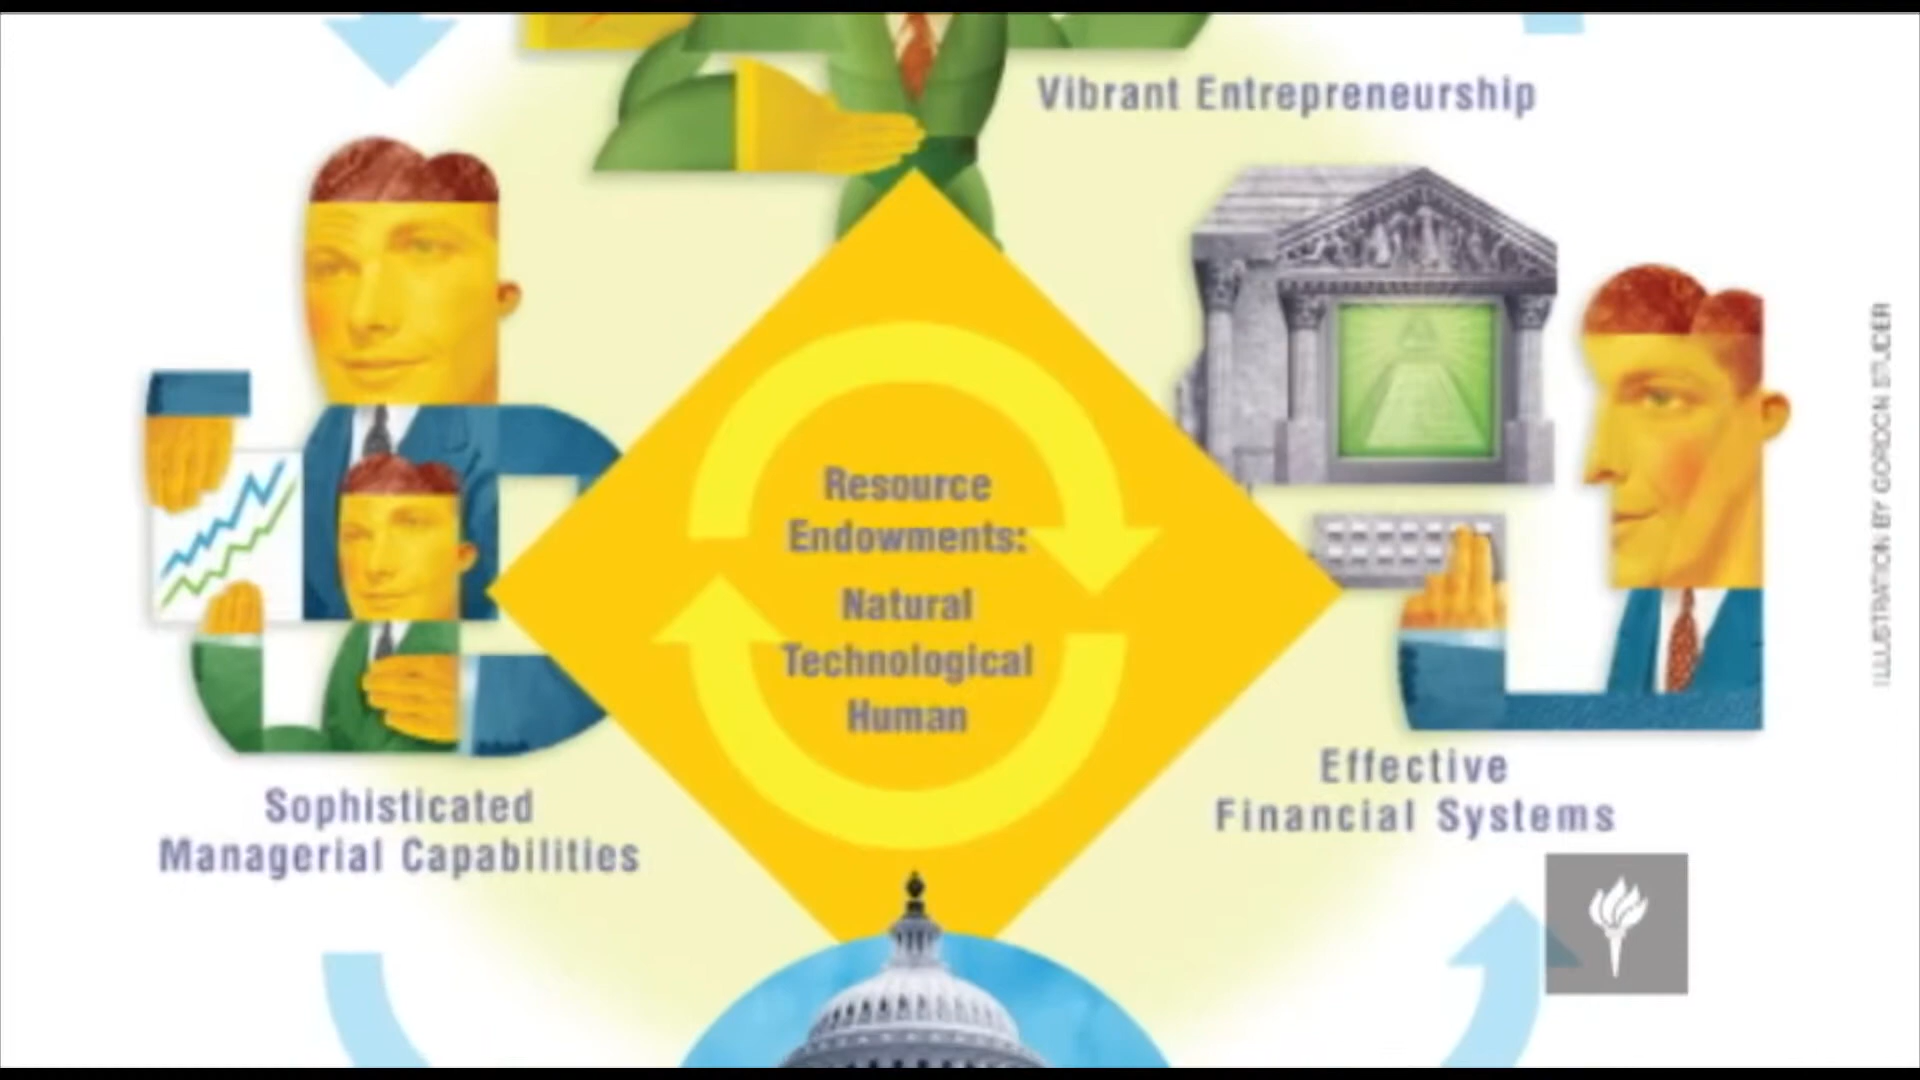 Vibrant Entrepreneurship
Resource
Endowments:
Natural
Technological
Human
Sophisticated
Managerial Capabilities
Effective
Financial Systems
ILLUSTRATION BY GORDON STUDER